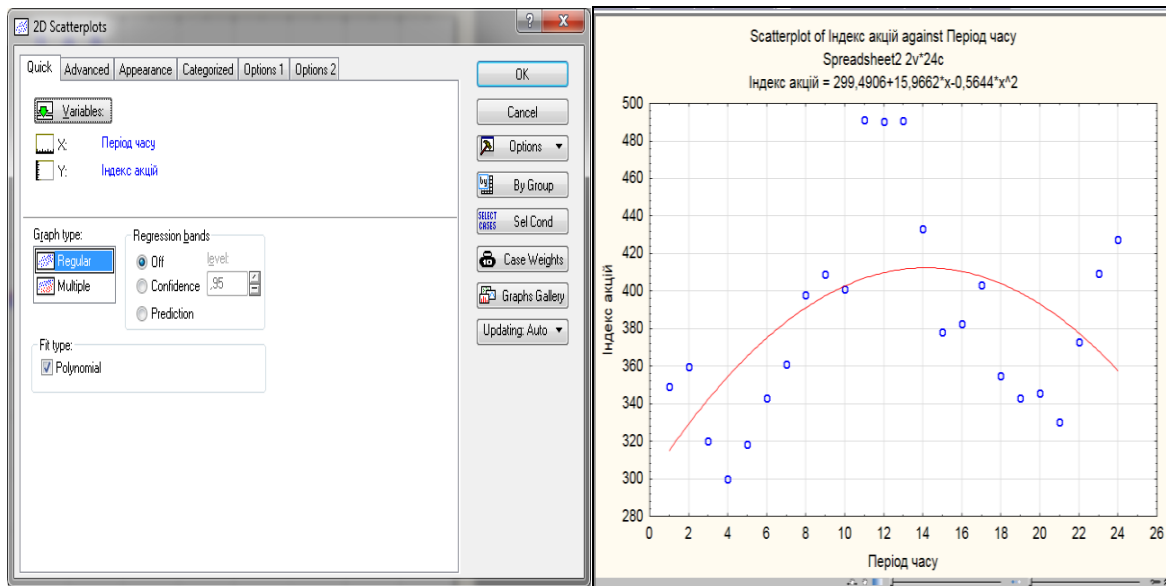 2D Scatterplots
?
X
Quick Advanced Appearance Categorized Options 1 Options 2
Variables:
X: Період часу
Y: Індекс акцій
Graph type:
Regular
Multiple
Regression bands
Off
level:
Confidence ,95
Prediction
Fit type:
Polynomial
OK
Cancel
Options
By Group
SELECT CASES Sel Cond
Case Weights
Graphs Gallery
Updating: Auto
Scatterplot of Індекс акцій against Період часу
Spreadsheet2 2v*24c
Індекс акцій = 299,4906+15,9662*x-0,5644*x^2
500
480
460
440
420
400
380
360
340
320
300
280
Індекс акцій
0 2 4 6 8 10 12 14 16 18 20 22 24 26
Період часу